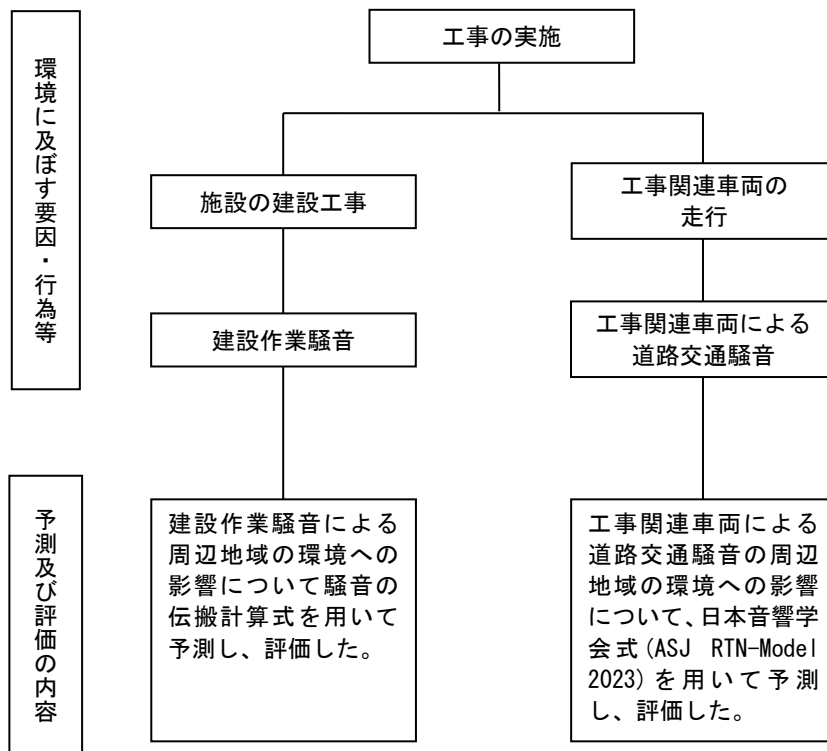 工事の実施
環境に及ぼす要因・行為等
施設の建設工事
工事関連車両の
走行
建設作業騒音
工事関連車両による
道路交通騒音
予測及び評価の内容
建設作業騒音による
周辺地域の環境への
影響について騒音の
伝搬計算式を用いて
予測し、評価した。
工事関連車両による
道路交通騒音の周辺
地域の環境への影響
について、日本音響学
会式(ASJ RTN-Model
2023)を用いて予測
し、評価した。